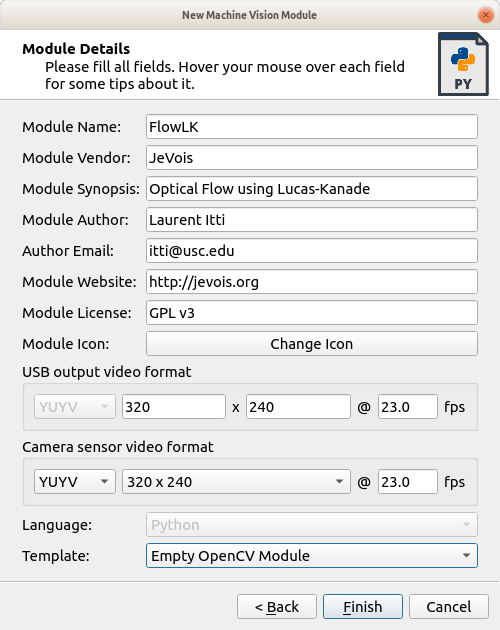 New Machine Vision Module
Module Details
Please fill all fields. Hover your mouse over each field
for some tips about it.
PY
Module Name: FlowLK
Module Vendor: JeVois
Module Synopsis: Optical Flow using Lucas-Kanade
Module Author: Laurent Itti
Author Email: itti@usc.edu
Module Website: http://jevois.org
Module License: GPL v3
Module Icon: Change Icon
USB output video format
YUYV 320 x 240 @ 23.0 fps
Camera sensor video format
YUYV 320 x 240 @ 23.0 fps
Language: Python
Template: Empty OpenCV Module
< Back Finish Cancel